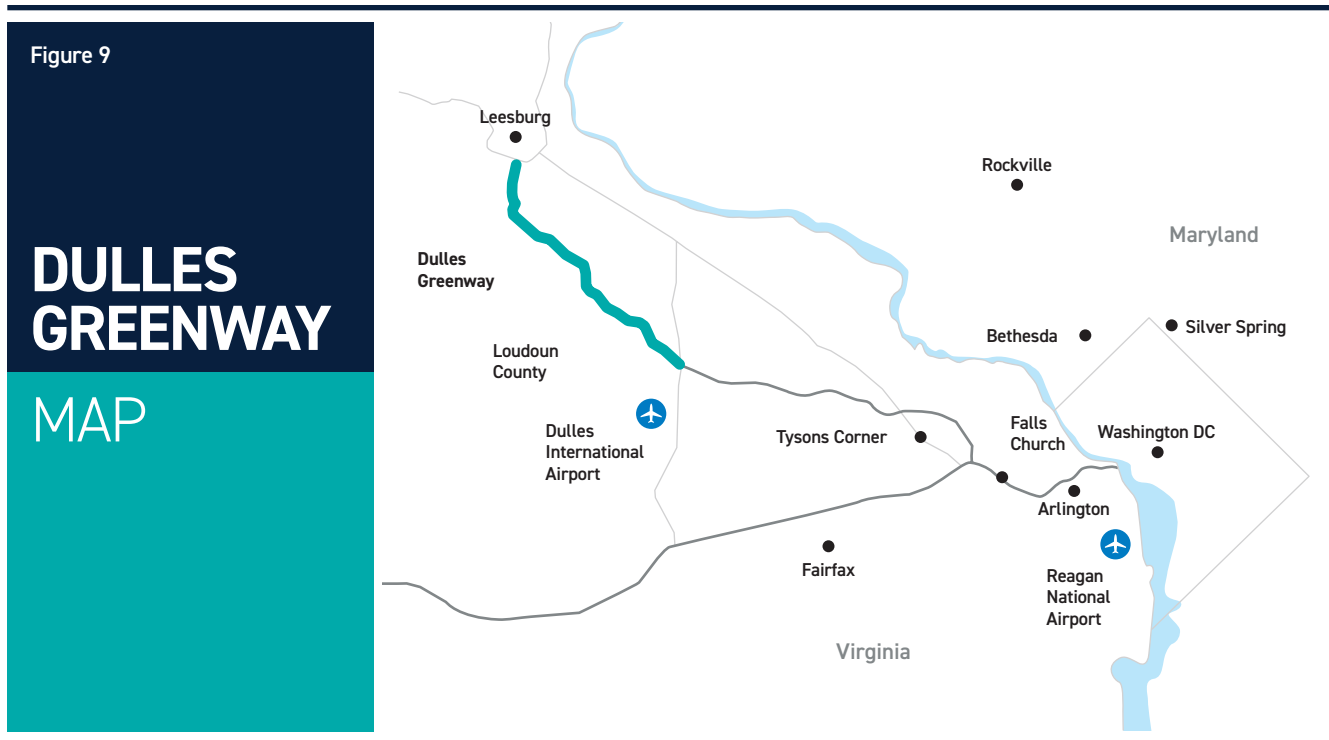 Figure 9
DULLES
GREENWAY
MAP
Leesburg
Rockville
Maryland
Dulles
Greenway
Silver Spring
Bethesda
Loudoun
County
Dulles
International
Airport
Tysons Corner
Falls
Church
Washington DC
Arlington
Fairfax
Reagan
National
Airport
Virginia